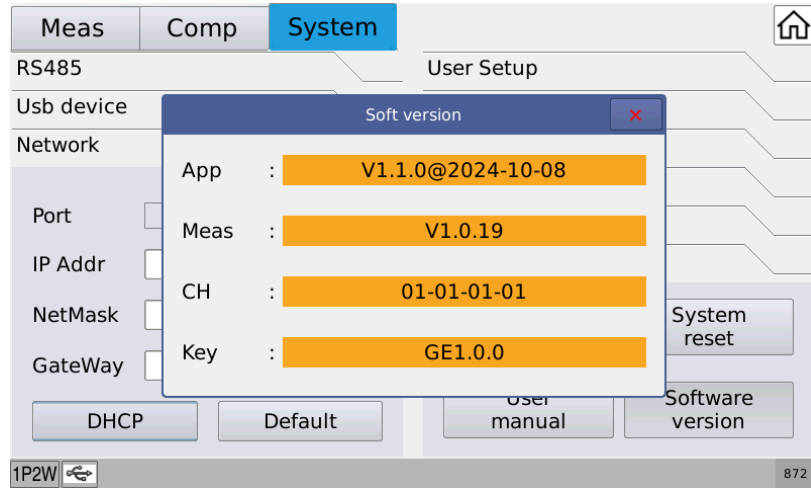 Meas
Comp
System
RS485
User Setup
Usb device
Network
Soft version
App : V1.1.0@2024-10-08
Meas : V1.0.19
CH : 01-01-01-01
Key : GE1.0.0
Port
IP Addr
NetMask
GateWay
DHCP
Default
System
reset
User
manual
Software
version
1P2W
872